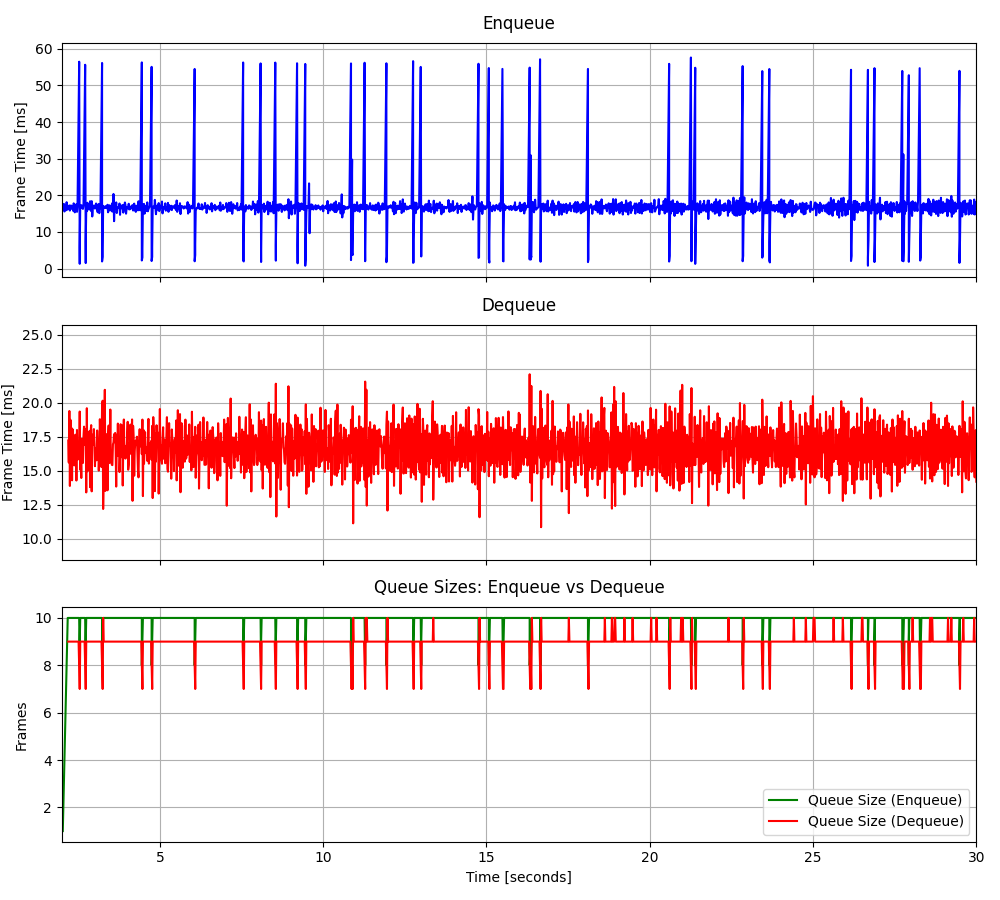 Enqueue
60
50
40
30
20
10
0
Frame Time [ms]
Dequeue
25.0
22.5
20.0
17.5
15.0
12.5
10.0
Frame Time [ms]
Queue Sizes: Enqueue vs Dequeue
10
8
6
4
2
Frames
Queue Size (Enqueue)
Queue Size (Dequeue)
5 10 15 20 25 30
Time [seconds]